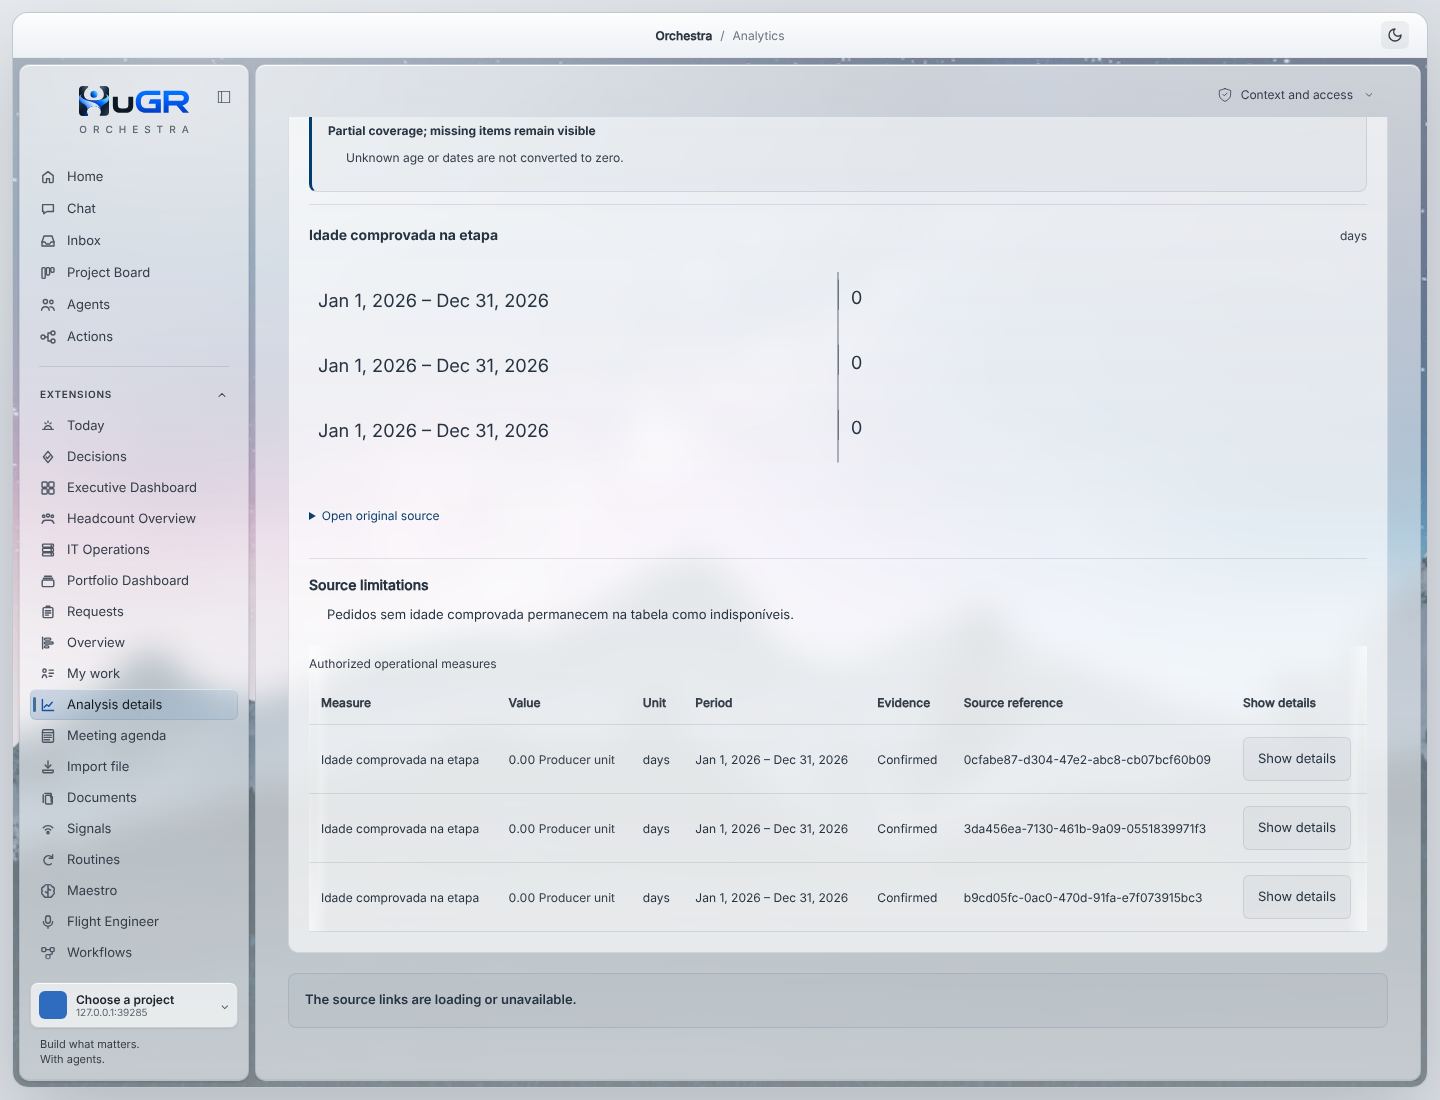 Orchestra / Analytics
HuGR
ORCHESTRA
Context and access
Home
Chat
Inbox
Project Board
Agents
Actions
EXTENSIONS
Today
Decisions
Executive Dashboard
Headcount Overview
IT Operations
Portfolio Dashboard
Requests
Overview
My work
Analysis details
Meeting agenda
Import file
Documents
Signals
Routines
Maestro
Flight Engineer
Workflows
Choose a project
127.0.0.1:39285
Build what matters.
With agents.
Partial coverage; missing items remain visible
Unknown age or dates are not converted to zero.
Idade comprovada na etapa days
Jan 1, 2026 – Dec 31, 2026 0
Jan 1, 2026 – Dec 31, 2026 0
Jan 1, 2026 – Dec 31, 2026 0
Open original source
Source limitations
Pedidos sem idade comprovada permanecem na tabela como indisponíveis.
Authorized operational measures
Measure Value Unit Period Evidence Source reference Show details
Idade comprovada na etapa 0.00 Producer unit days Jan 1, 2026 – Dec 31, 2026 Confirmed 0cfabe87-d304-47e2-abc8-cb07bcf60b09 Show details
Idade comprovada na etapa 0.00 Producer unit days Jan 1, 2026 – Dec 31, 2026 Confirmed 3da456ea-7130-461b-9a09-0551839971f3 Show details
Idade comprovada na etapa 0.00 Producer unit days Jan 1, 2026 – Dec 31, 2026 Confirmed b9cd05fc-0ac0-470d-91fa-e7f073915bc3 Show details
The source links are loading or unavailable.